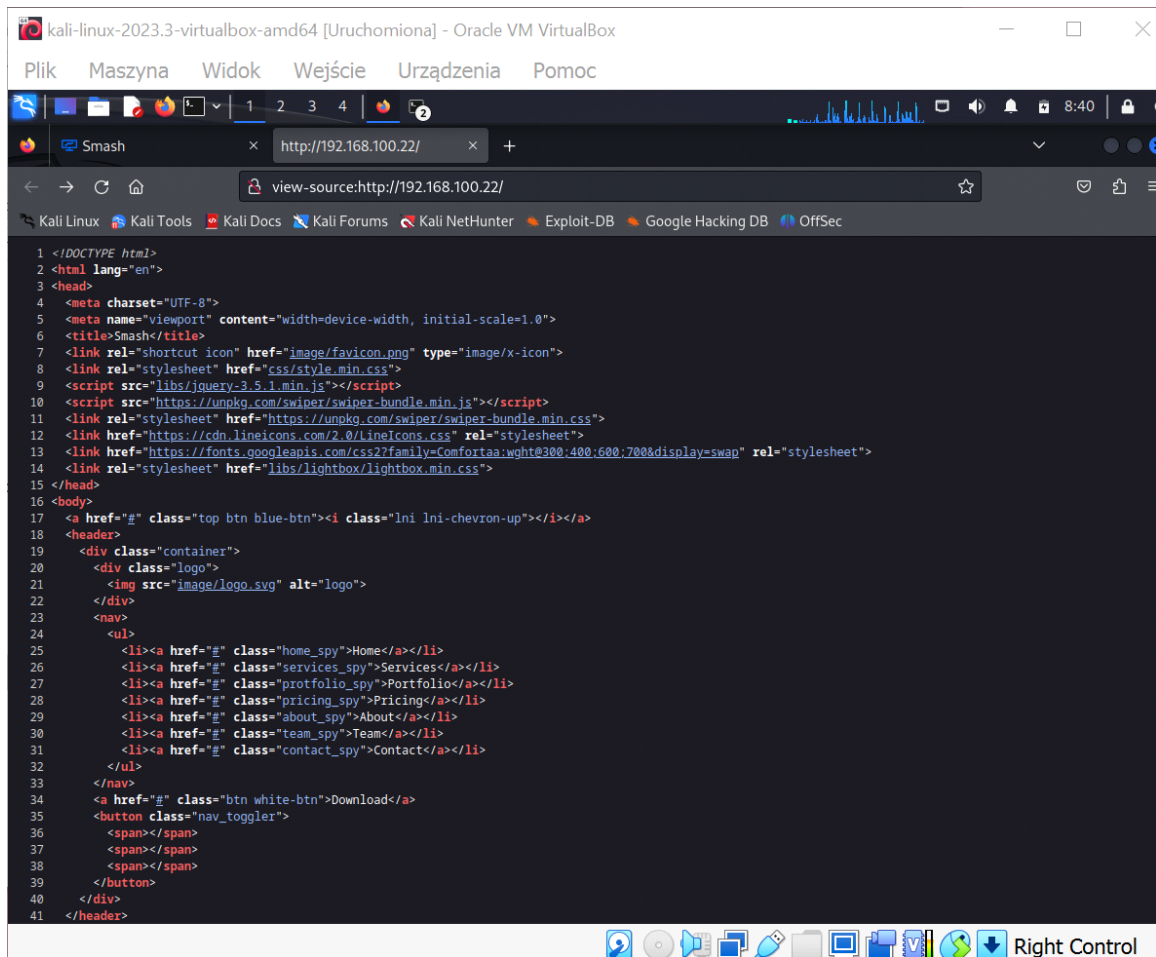 kali-linux-2023.3-virtualbox-amd64 [Uruchomiona] - Oracle VM VirtualBox
Plik Maszyna Widok Wejście Urządzenia Pomoc
1 2 3 4 2 8:40
Smash × http://192.168.100.22/ × +
view-source:http://192.168.100.22/
Kali Linux Kali Tools Kali Docs Kali Forums Kali NetHunter Exploit-DB Google Hacking DB OffSec
1 <!DOCTYPE html>
2 <html lang="en">
3 <head>
4 <meta charset="UTF-8">
5 <meta name="viewport" content="width=device-width, initial-scale=1.0">
6 <title>Smash</title>
7 <link rel="shortcut icon" href="image/favicon.png" type="image/x-icon">
8 <link rel="stylesheet" href="css/style.min.css">
9 <script src="libs/jquery-3.5.1.min.js"></script>
10 <script src="https://unpkg.com/swiper/swiper-bundle.min.js"></script>
11 <link rel="stylesheet" href="https://unpkg.com/swiper/swiper-bundle.min.css">
12 <link href="https://cdn.lineicons.com/2.0/LineIcons.css" rel="stylesheet">
13 <link href="https://fonts.googleapis.com/css2?family=Comfortaa:wght@300;400;600;700&display=swap" rel="stylesheet">
14 <link rel="stylesheet" href="libs/lightbox/lightbox.min.css">
15 </head>
16 <body>
17 <a href="#" class="top btn blue-btn"><i class="lni lni-chevron-up"></i></a>
18 <header>
19 <div class="container">
20 <div class="logo">
21 <img src="image/logo.svg" alt="logo">
22 </div>
23 <nav>
24 <ul>
25 <li><a href="#" class="home_spy">Home</a></li>
26 <li><a href="#" class="services_spy">Services</a></li>
27 <li><a href="#" class="protfolio_spy">Portfolio</a></li>
28 <li><a href="#" class="pricing_spy">Pricing</a></li>
29 <li><a href="#" class="about_spy">About</a></li>
30 <li><a href="#" class="team_spy">Team</a></li>
31 <li><a href="#" class="contact_spy">Contact</a></li>
32 </ul>
33 </nav>
34 <a href="#" class="btn white-btn">Download</a>
35 <button class="nav_toggler">
36 <span></span>
37 <span></span>
38 <span></span>
39 </button>
40 </div>
41 </header>
Right Control